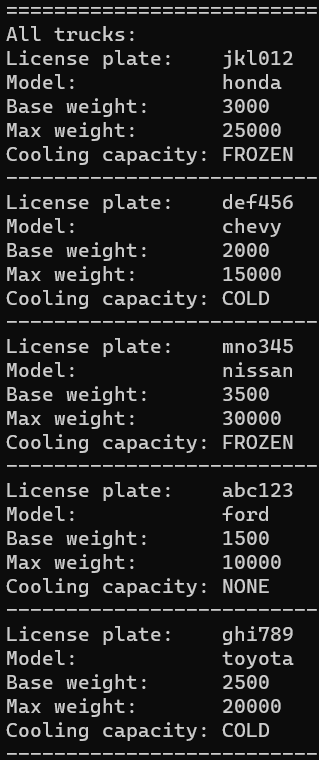 ==========================
All trucks:
License plate:    jkl012
Model:            honda
Base weight:      3000
Max weight:       25000
Cooling capacity: FROZEN
--------------------------
License plate:    def456
Model:            chevy
Base weight:      2000
Max weight:       15000
Cooling capacity: COLD
--------------------------
License plate:    mno345
Model:            nissan
Base weight:      3500
Max weight:       30000
Cooling capacity: FROZEN
--------------------------
License plate:    abc123
Model:            ford
Base weight:      1500
Max weight:       10000
Cooling capacity: NONE
--------------------------
License plate:    ghi789
Model:            toyota
Base weight:      2500
Max weight:       20000
Cooling capacity: COLD
--------------------------